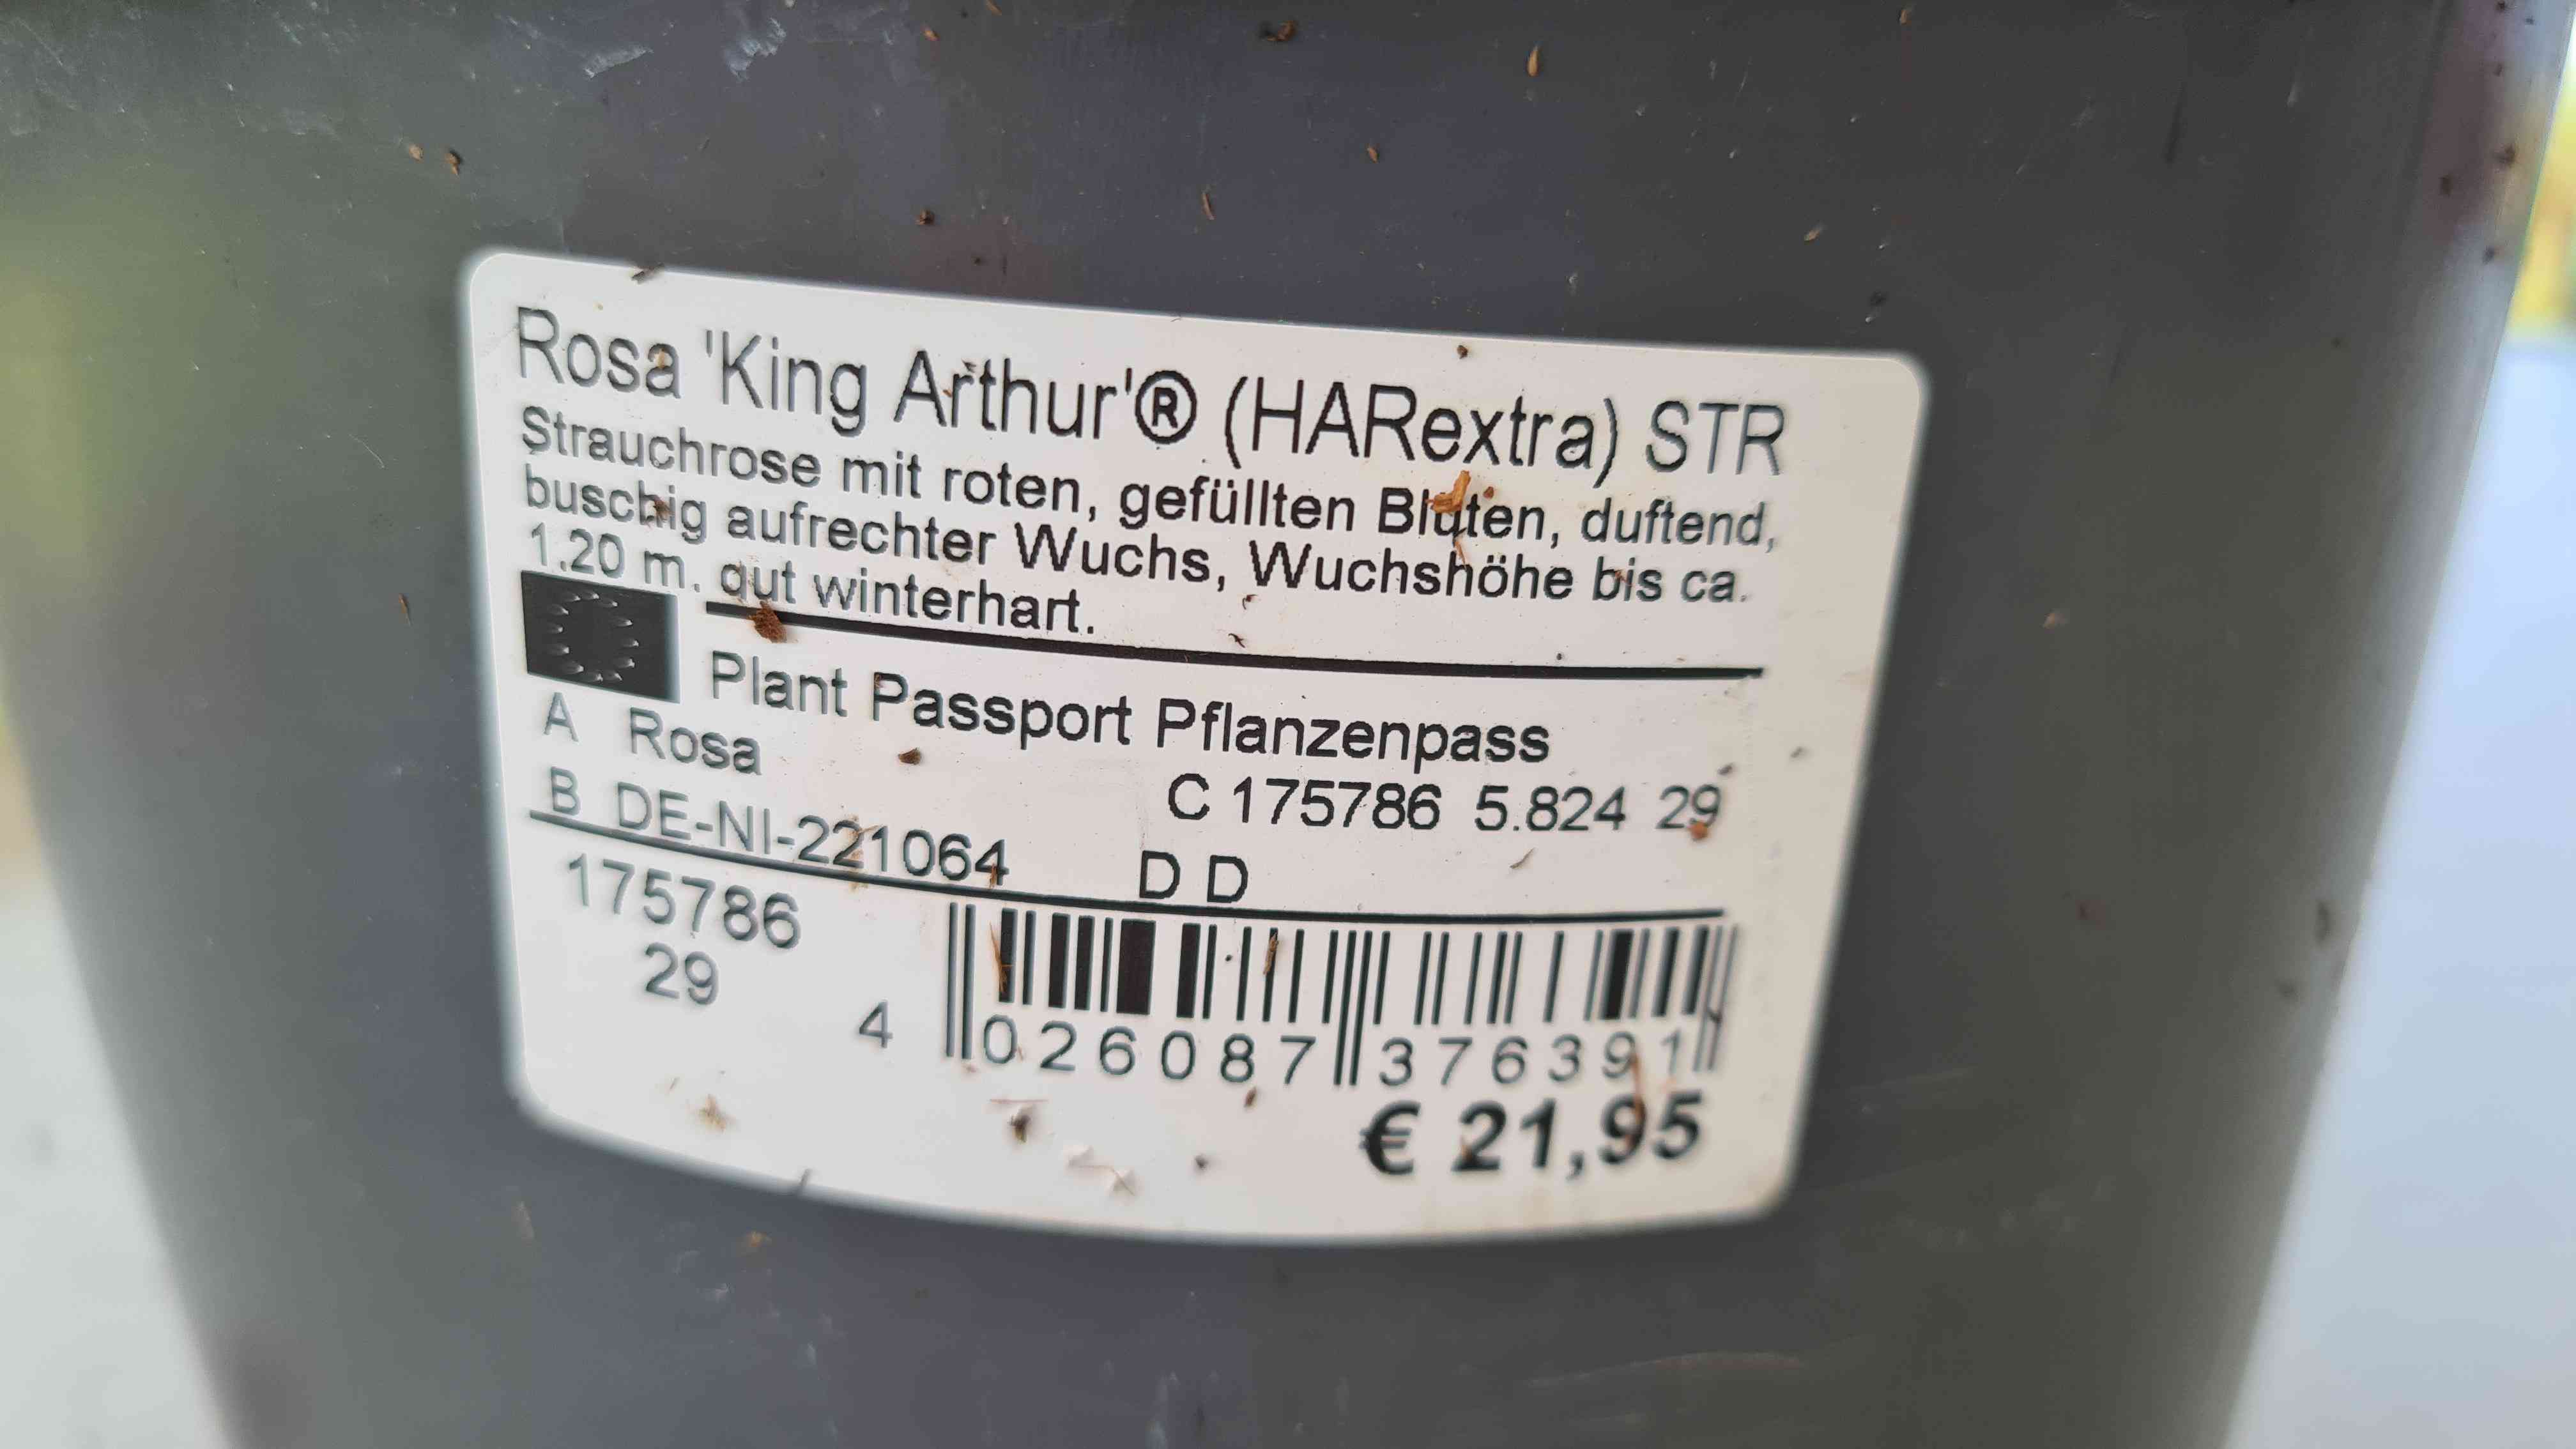 Rosa 'King Arthur'® (HARextra) STR
Strauchrose mit roten, gefüllten Blüten, duftend,
buschig aufrechter Wuchs, Wuchshöhe bis ca.
1.20 m. gut winterhart.
Plant Passport Pflanzenpass
A Rosa
C 175786 5.824 29
B DE-NI-221064 D D
175786
29
4 026087 376391
€ 21,95